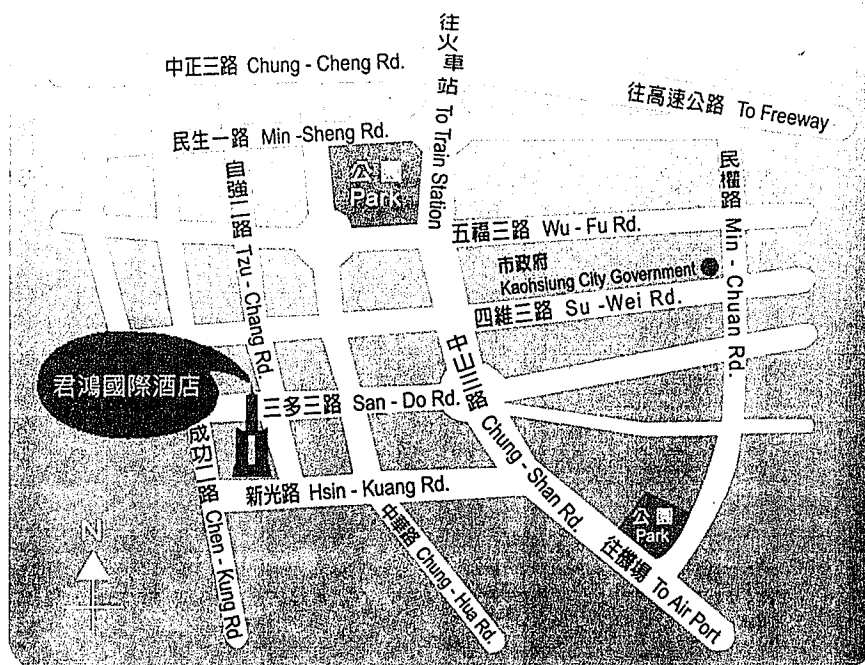 往火車站 To Train Station
中正三路 Chung - Cheng Rd.
往高速公路 To Freeway
民生一路 Min -Sheng Rd.
公園
Park
自強二路 Tzu - Chang Rd.
民權路 Min - Chuan Rd.
五福三路 Wu - Fu Rd.
市政府
Kaohsiung City Government
四維三路 Su -Wei Rd.
中山三路 Chung - Shan Rd.
君鴻國際酒店
三多三路 San - Do Rd.
成功二路 Chen - Kung Rd
新光路 Hsin - Kuang Rd.
中華路 Chung - Hua Rd.
公園
Park
往機場 To Air Port
N